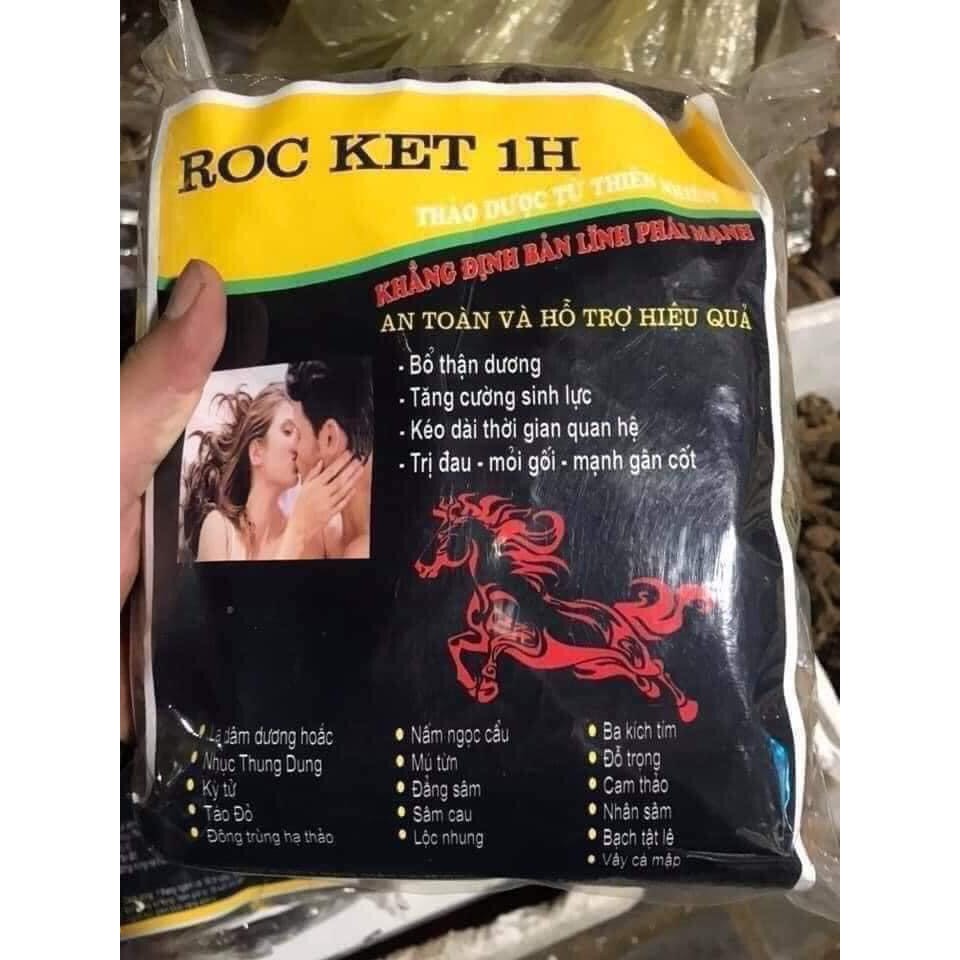 ROC KET 1H
THẢO DƯỢC TỪ THIÊN NHIÊN
KHẲNG ĐỊNH BẢN LĨNH PHÁI MẠNH
AN TOÀN VÀ HỖ TRỢ HIỆU QUẢ
- Bổ thận dương
- Tăng cường sinh lực
- Kéo dài thời gian quan hệ
- Trị đau - mỏi gối - mạnh gân cốt
Lá dâm dương hoắc
Nhục Thung Dung
Kỳ tử
Táo Đỏ
Đông trùng hạ thảo
Nấm ngọc cẩu
Mú từn
Đẳng sâm
Sâm cau
Lộc nhung
Ba kích tím
Đỗ trọng
Cam thảo
Nhân sâm
Bạch tật lê
Vây cá mập